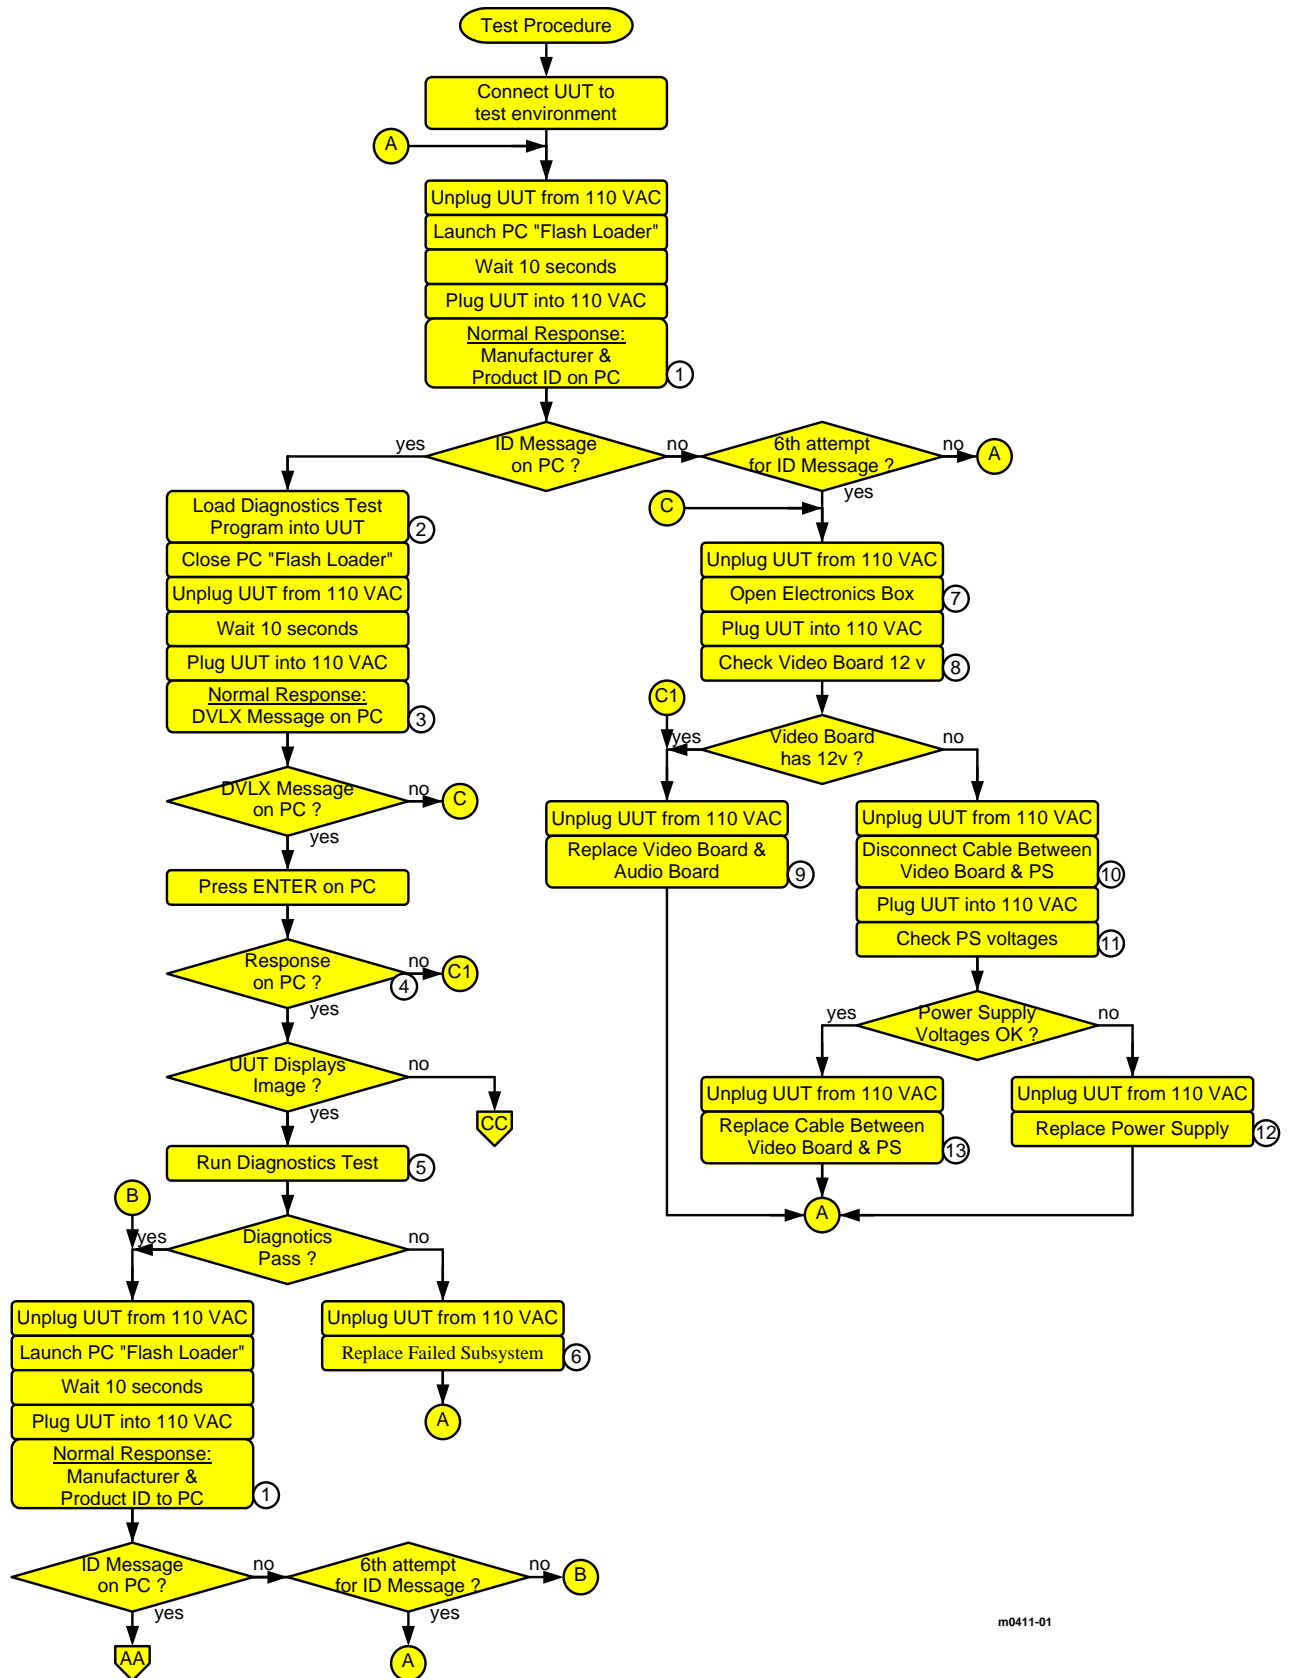 Test Procedure
Connect UUT to
test environment
A
Unplug UUT from 110 VAC
Launch PC "Flash Loader"
Wait 10 seconds
Plug UUT into 110 VAC
Normal Response:
Manufacturer &
Product ID on PC
1
ID Message
on PC ?
yes
no
6th attempt
for ID Message ?
no
A
yes
Load Diagnostics Test
Program into UUT
2
Close PC "Flash Loader"
Unplug UUT from 110 VAC
Wait 10 seconds
Plug UUT into 110 VAC
Normal Response:
DVLX Message on PC
3
DVLX Message
on PC ?
no
C
yes
Press ENTER on PC
Response
on PC ?
4
no
C1
yes
UUT Displays
Image ?
no
CC
yes
Run Diagnostics Test
5
B
Diagnotics
Pass ?
yes
no
Unplug UUT from 110 VAC
Launch PC "Flash Loader"
Wait 10 seconds
Plug UUT into 110 VAC
Normal Response:
Manufacturer &
Product ID to PC
1
Unplug UUT from 110 VAC
Replace Failed Subsystem
6
A
ID Message
on PC ?
no
6th attempt
for ID Message ?
no
B
yes
AA
yes
A
C
Unplug UUT from 110 VAC
Open Electronics Box
7
Plug UUT into 110 VAC
Check Video Board 12 v
8
C1
Video Board
has 12v ?
yes
no
Unplug UUT from 110 VAC
Replace Video Board &
Audio Board
9
Unplug UUT from 110 VAC
Disconnect Cable Between
Video Board & PS
10
Plug UUT into 110 VAC
Check PS voltages
11
Power Supply
Voltages OK ?
yes
no
Unplug UUT from 110 VAC
Replace Cable Between
Video Board & PS
13
Unplug UUT from 110 VAC
Replace Power Supply
12
A
m0411-01